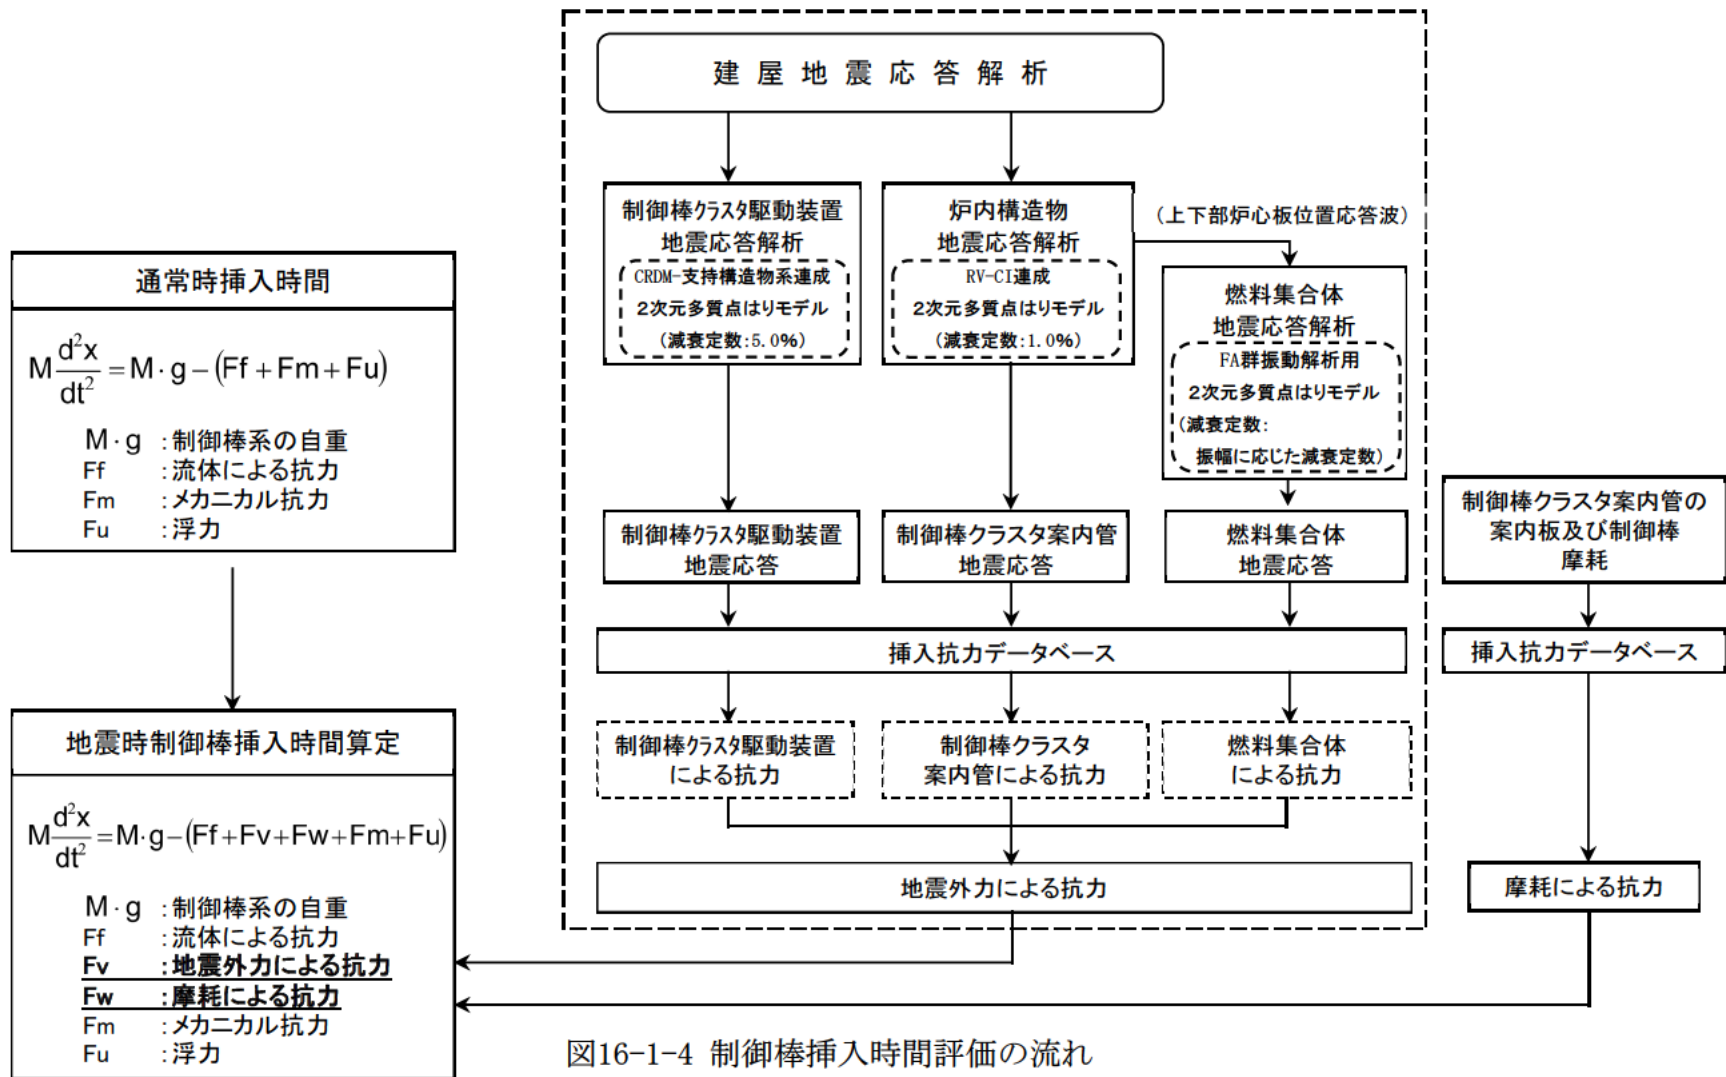 建屋地震応答解析
制御棒クラスタ駆動装置
地震応答解析
CRDM-支持構造物系連成
2次元多質点はりモデル
(減衰定数:5.0%)
炉内構造物
地震応答解析
RV-CI連成
2次元多質点はりモデル
(減衰定数:1.0%)
(上下部炉心板位置応答波)
燃料集合体
地震応答解析
FA群振動解析用
2次元多質点はりモデル
(減衰定数:
振幅に応じた減衰定数)
制御棒クラスタ駆動装置
地震応答
制御棒クラスタ案内管
地震応答
燃料集合体
地震応答
挿入抗力データベース
制御棒クラスタ駆動装置
による抗力
制御棒クラスタ
案内管による抗力
燃料集合体
による抗力
地震外力による抗力
制御棒クラスタ案内管の
案内板及び制御棒
摩耗
挿入抗力データベース
摩耗による抗力
通常時挿入時間
M d²x/dt² = M・g−(Ff+Fm+Fu)
M・g :制御棒系の自重
Ff :流体による抗力
Fm :メカニカル抗力
Fu :浮力
地震時制御棒挿入時間算定
M d²x/dt² = M・g−(Ff+Fv+Fw+Fm+Fu)
M・g :制御棒系の自重
Ff :流体による抗力
Fv :地震外力による抗力
Fw :摩耗による抗力
Fm :メカニカル抗力
Fu :浮力
図16-1-4 制御棒挿入時間評価の流れ